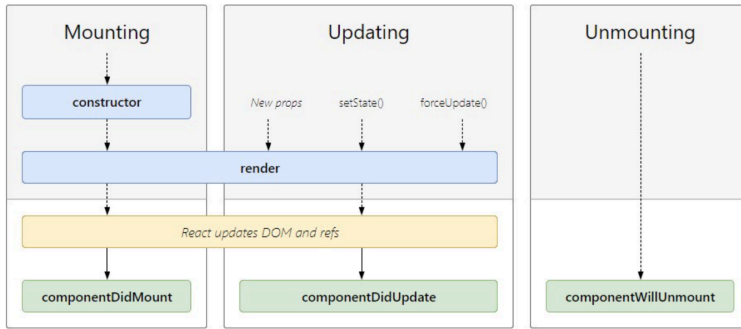 Mounting
Updating
Unmounting
constructor
New props
setState()
forceUpdate()
render
React updates DOM and refs
componentDidMount
componentDidUpdate
componentWillUnmount